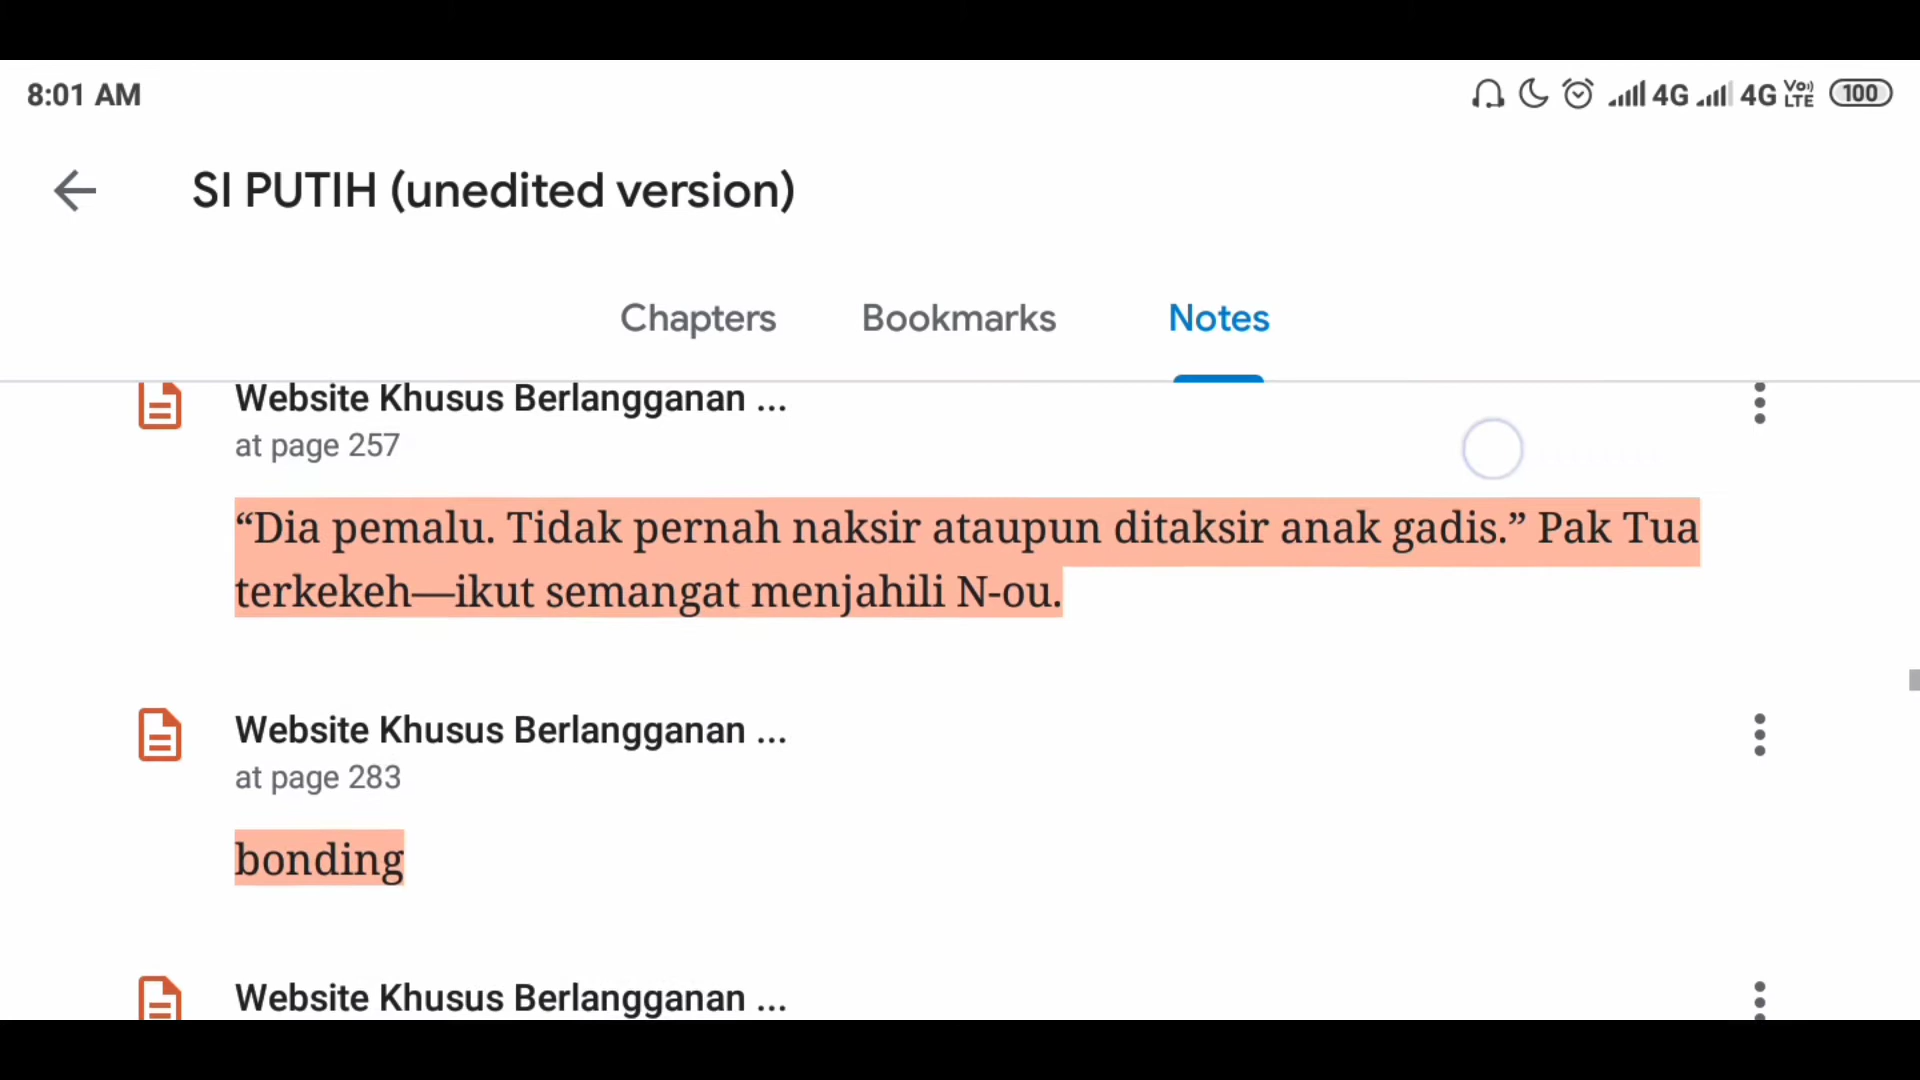 8:01 AM
4G 4G Vo)) LTE 100
SI PUTIH (unedited version)
Chapters Bookmarks Notes
Website Khusus Berlangganan ...
at page 257
“Dia pemalu. Tidak pernah naksir ataupun ditaksir anak gadis.” Pak Tua
terkekeh—ikut semangat menjahili N-ou.
Website Khusus Berlangganan ...
at page 283
bonding
Website Khusus Berlangganan ...